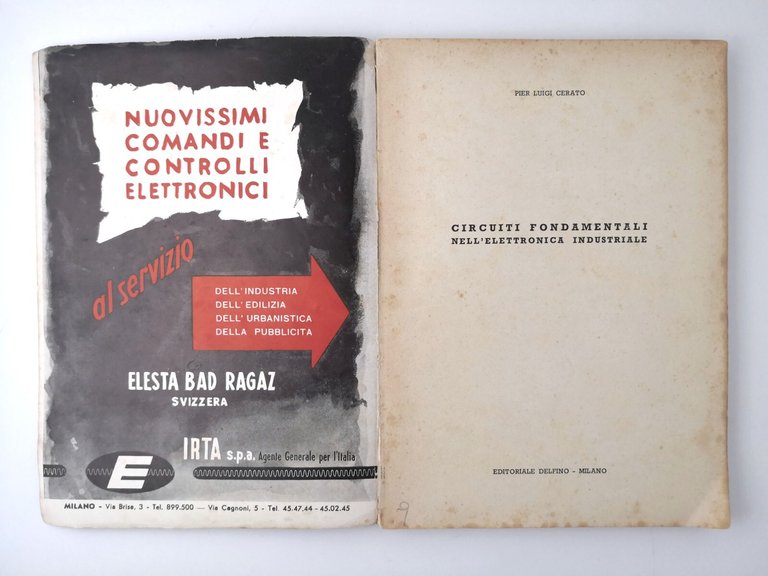 NUOVISSIMI
COMANDI E
CONTROLLI
ELETTRONICI
al servizio
DELL'INDUSTRIA
DELL'EDILIZIA
DELL'URBANISTICA
DELLA PUBBLICITA
ELESTA BAD RAGAZ
SVIZZERA
IRTA s.p.a. Agente Generale per l'Italia
E
MILANO - Via Brisa, 3 - Tel. 899.500 — Via Cagnoni, 5 - Tel. 45.47.44 - 45.02.45
PIER LUIGI CERATO
CIRCUITI FONDAMENTALI
NELL'ELETTRONICA INDUSTRIALE
EDITORIALE DELFINO - MILANO
9